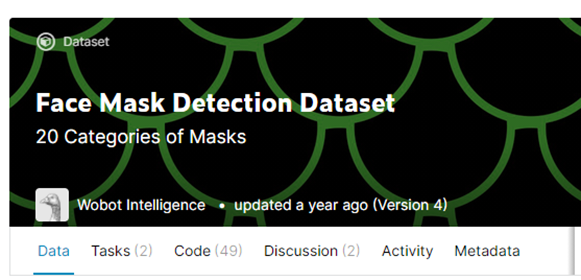 Dataset
Face Mask Detection Dataset
20 Categories of Masks
Wobot Intelligence • updated a year ago (Version 4)
Data Tasks (2) Code (49) Discussion (2) Activity Metadata